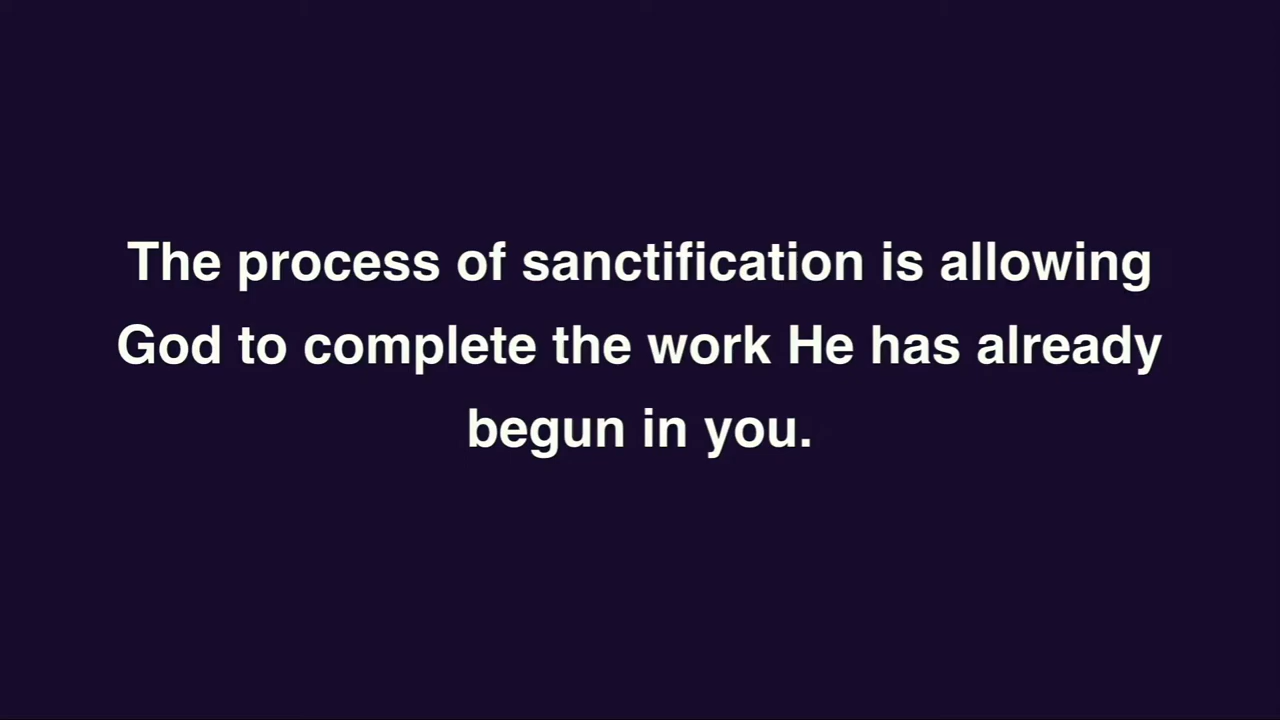 The process of sanctification is allowing
God to complete the work He has already
begun in you.